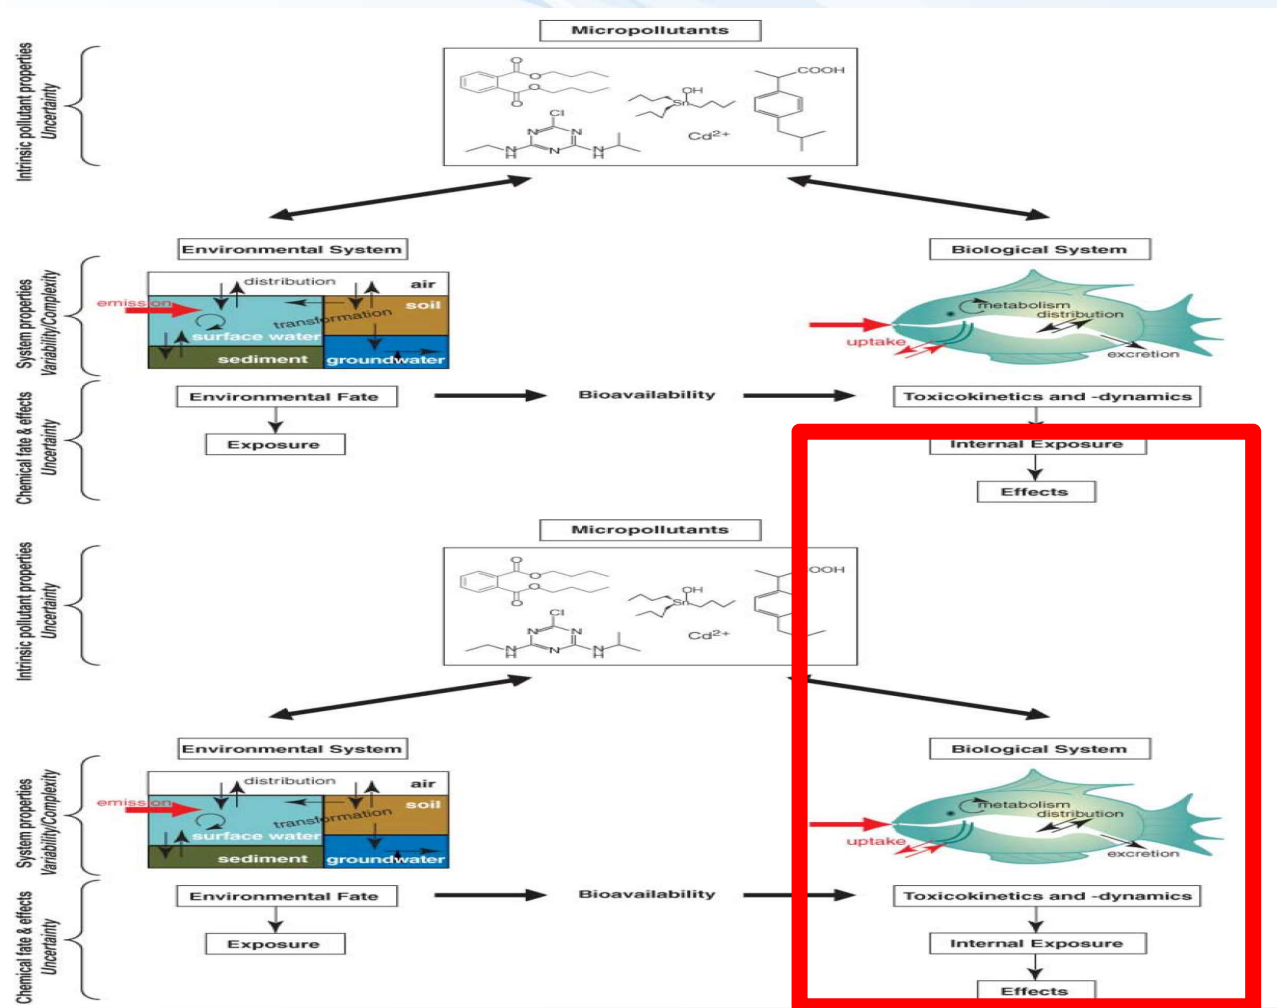 Micropollutants
Intrinsic pollutant properties
Uncertainty
O
O
O
O
Cl
N
N
N
N
H
N
H
OH
Sn
Cd2+
COOH
Environmental System
Biological System
System properties
Variability/Complexity
distribution
air
emission
soil
transformation
surface water
sediment
groundwater
metabolism
distribution
uptake
excretion
Chemical fate & effects
Uncertainty
Environmental Fate
Bioavailability
Toxicokinetics and -dynamics
Exposure
Internal Exposure
Effects
Micropollutants
Intrinsic pollutant properties
Uncertainty
O
O
O
O
Cl
N
N
N
N
H
N
H
OH
Sn
Cd2+
OOH
Environmental System
Biological System
System properties
Variability/Complexity
distribution
air
emission
soil
transformation
surface water
sediment
groundwater
metabolism
distribution
uptake
excretion
Chemical fate & effects
Uncertainty
Environmental Fate
Bioavailability
Toxicokinetics and -dynamics
Exposure
Internal Exposure
Effects